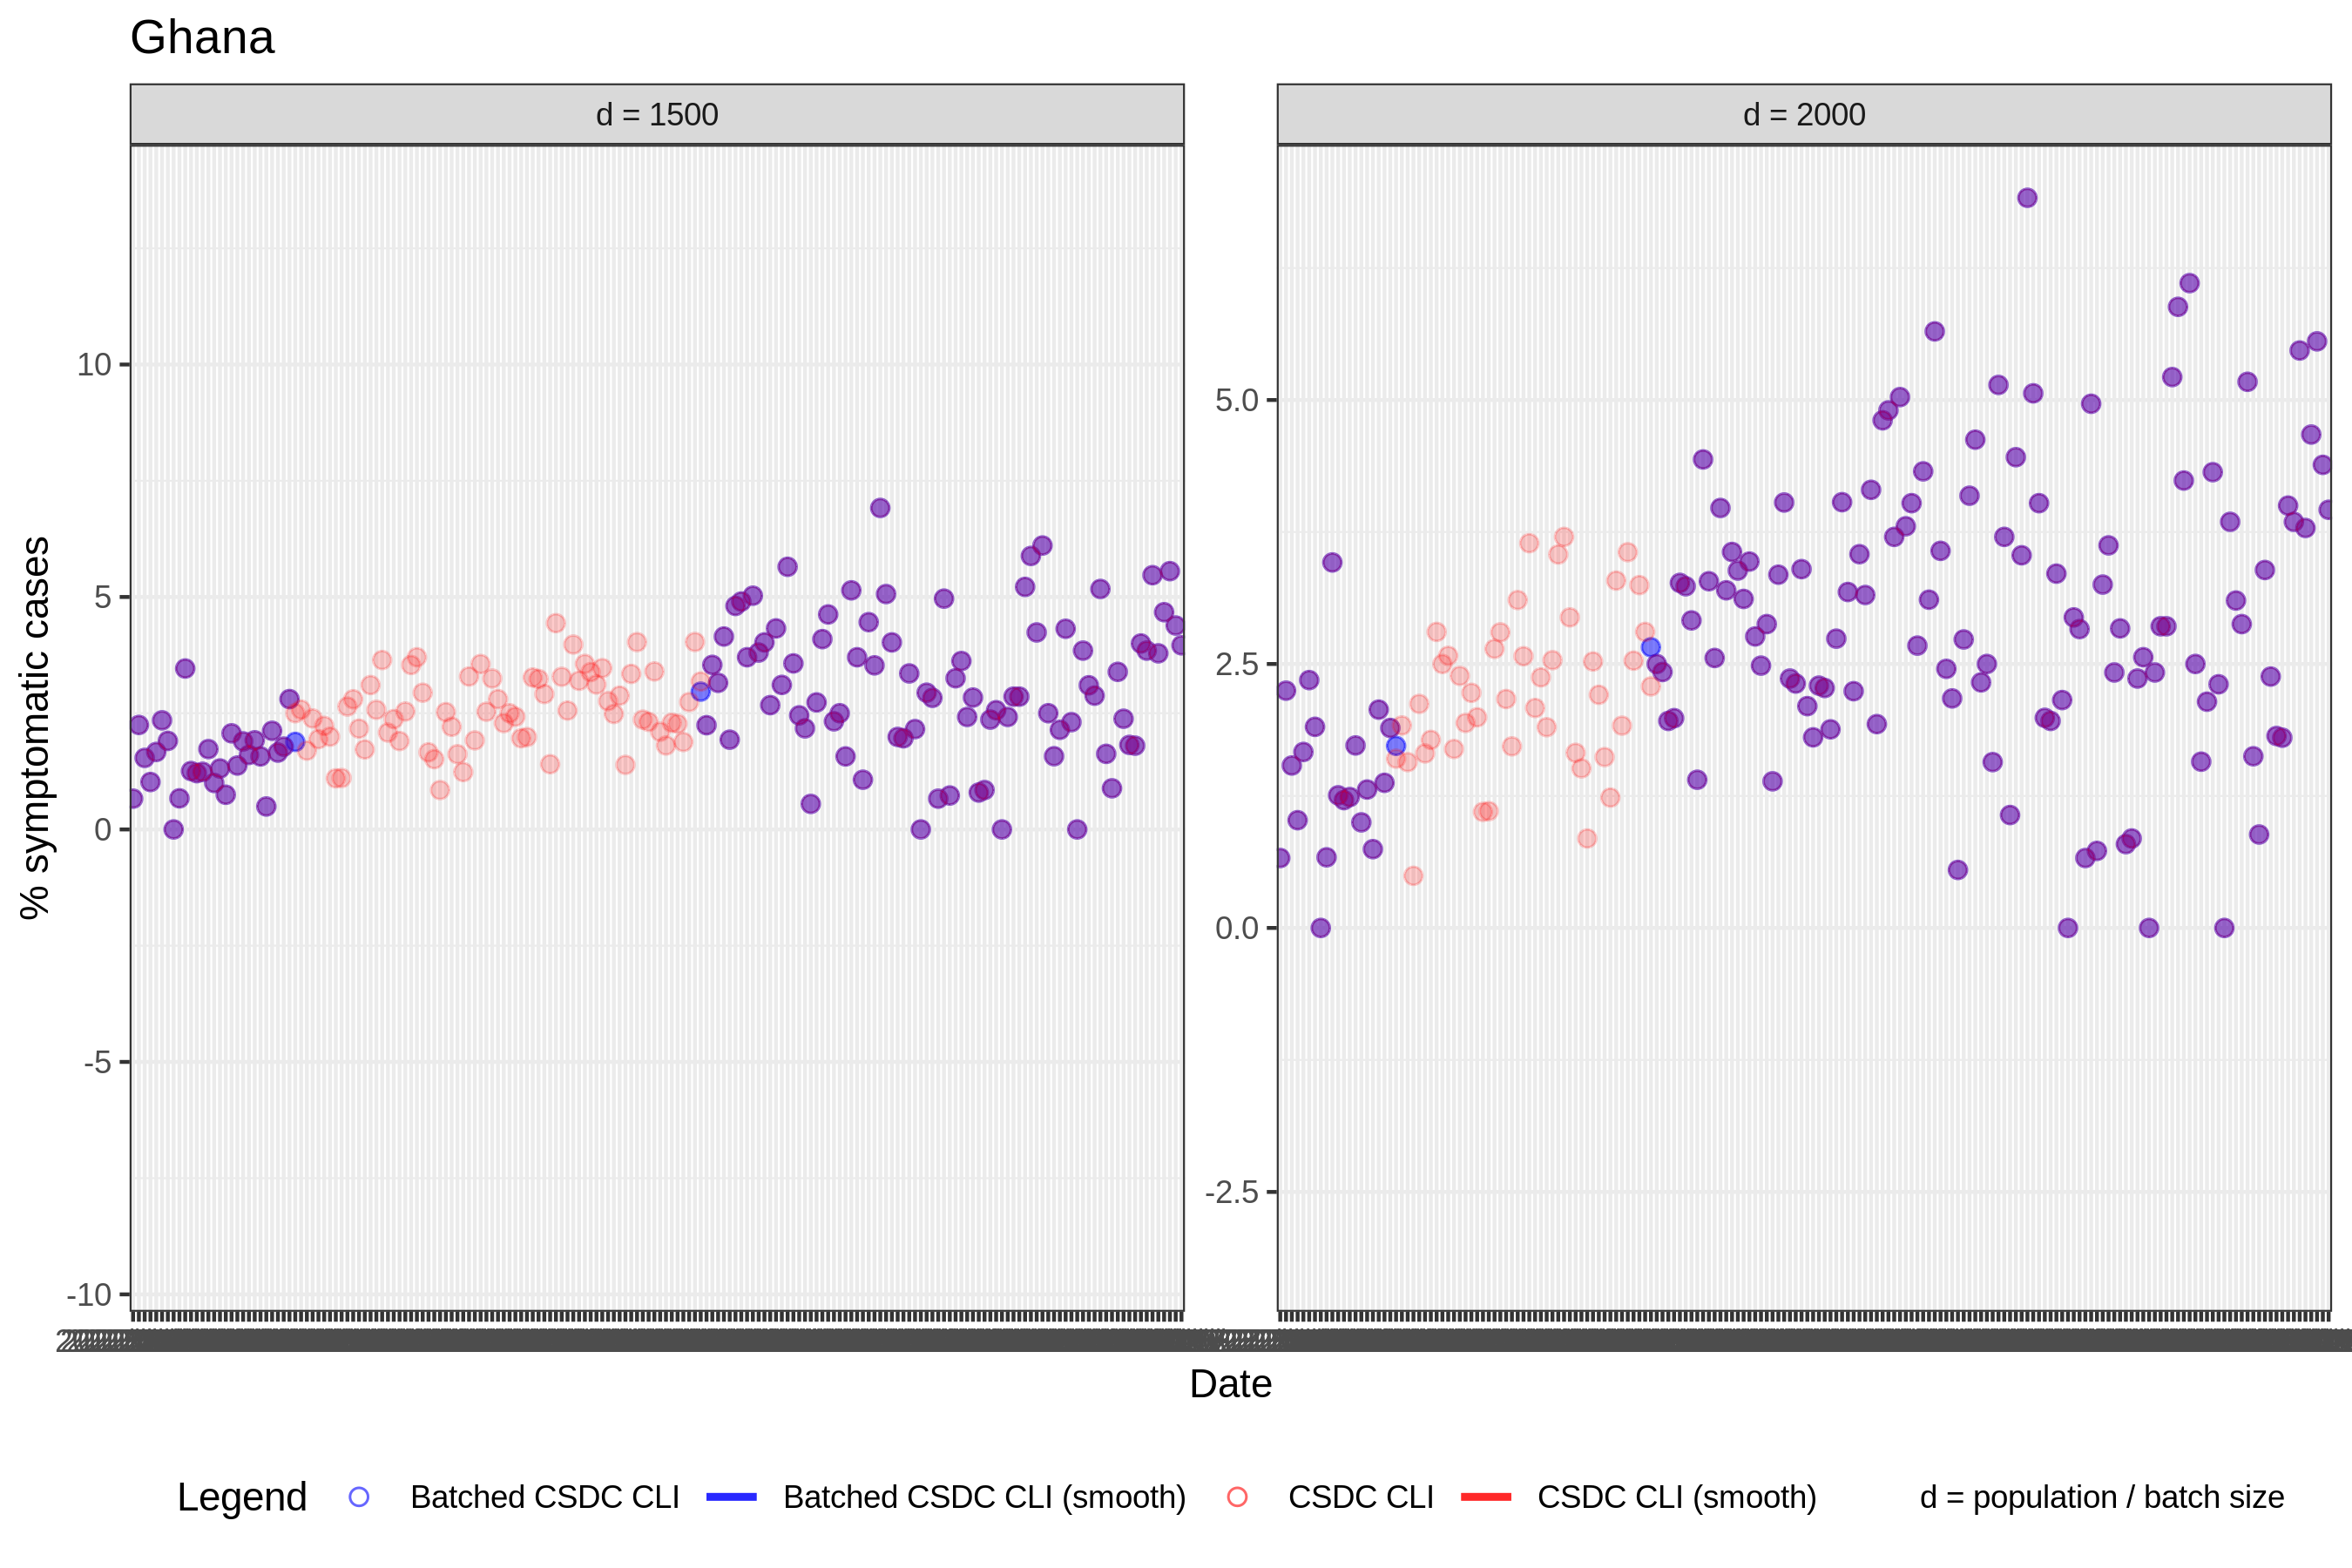 Ghana
d = 1500
d = 2000
% symptomatic cases
10
5
0
-5
-10
5.0
2.5
0.0
-2.5
Date
Legend
Batched CSDC CLI
Batched CSDC CLI (smooth)
CSDC CLI
CSDC CLI (smooth)
d = population / batch size